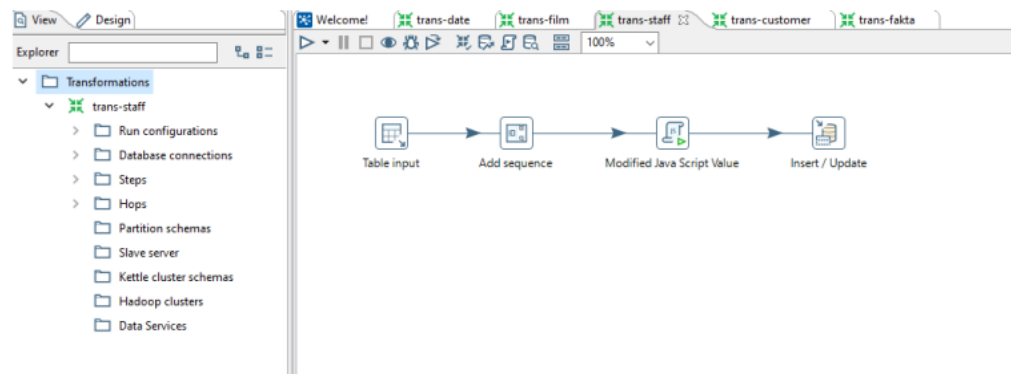 View Design
Explorer
Transformations
trans-staff
Run configurations
Database connections
Steps
Hops
Partition schemas
Slave server
Kettle cluster schemas
Hadoop clusters
Data Services
Welcome! trans-date trans-film trans-staff trans-customer trans-fakta
100%
Table input Add sequence Modified Java Script Value Insert / Update